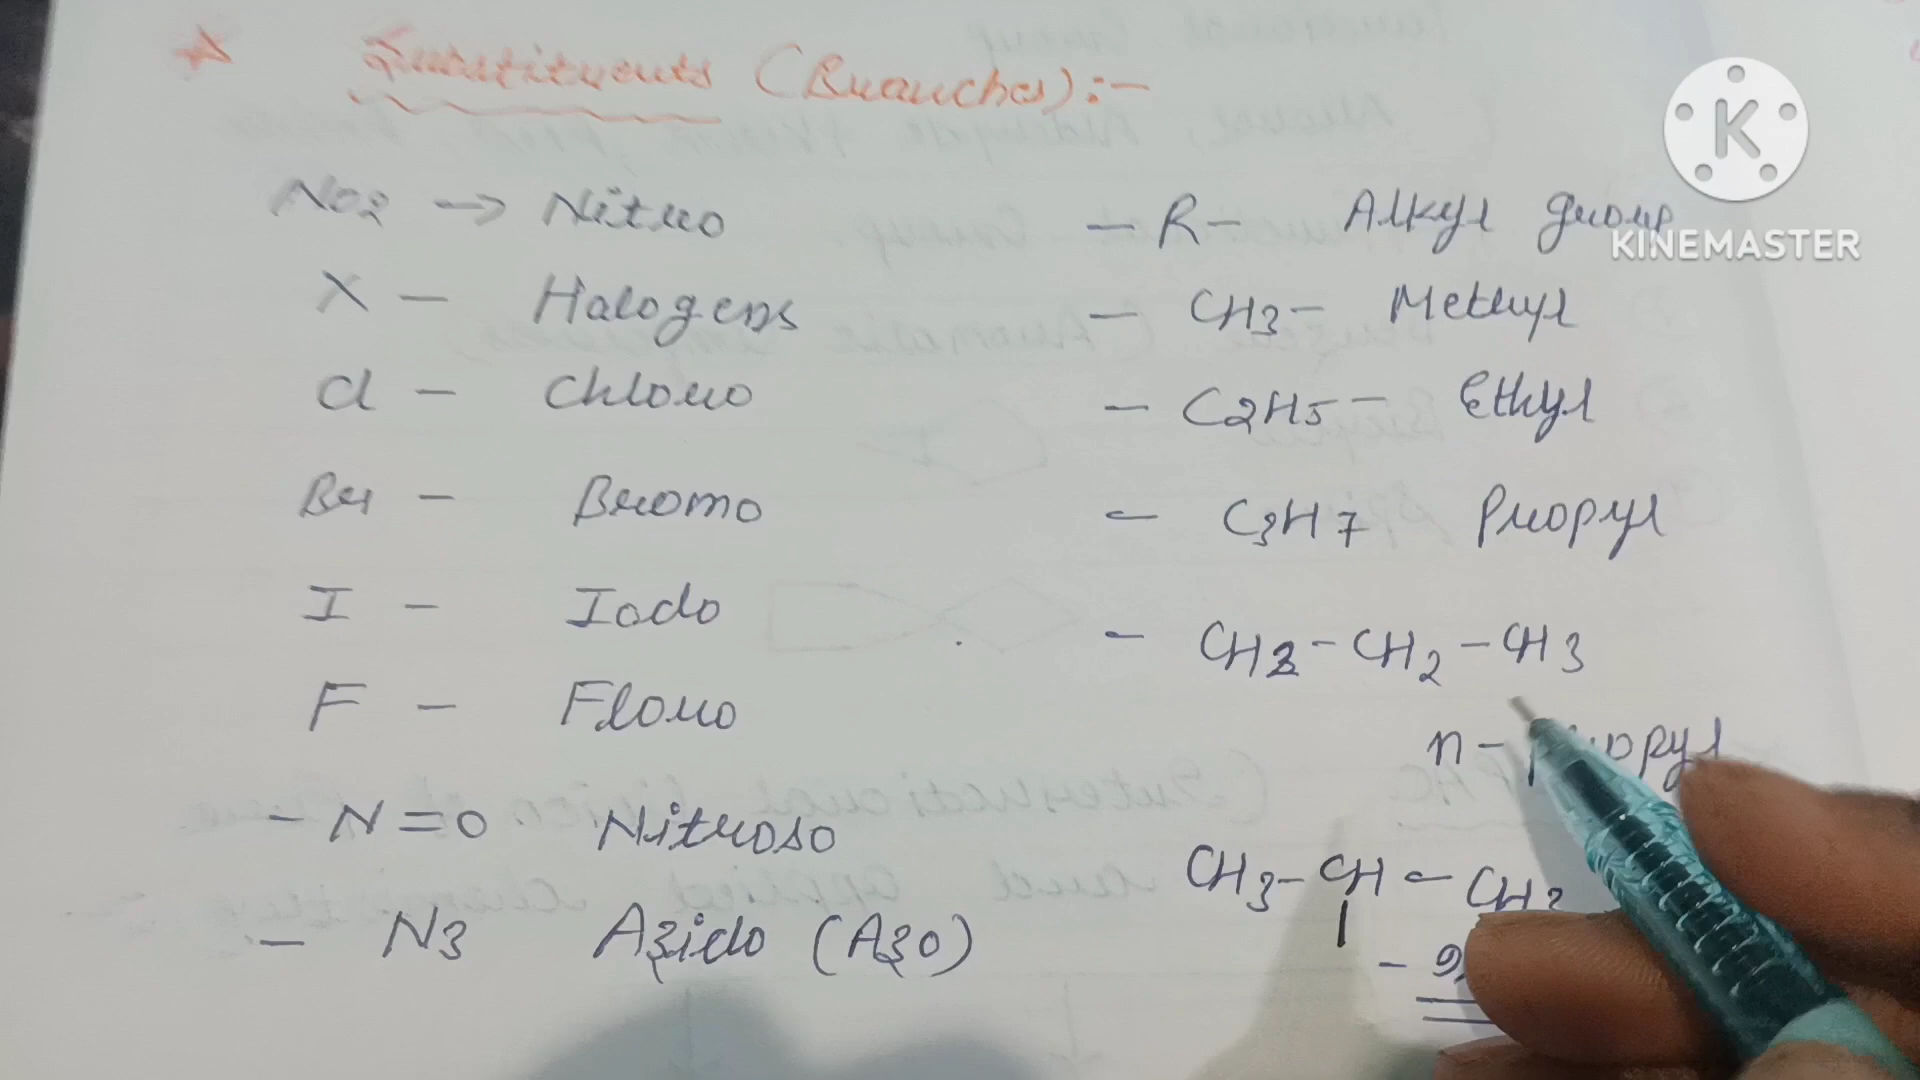 Substituents (Branches):-
NO2 → Nitro
X - Halogens
Cl - Chloro
Br - Bromo
I - Iodo
F - Floro
- N=O Nitroso
- N3 Azido (Azo)
- R- Alkyl group
- CH3- Methyl
- C2H5- Ethyl
- C3H7 Propyl
- CH2-CH2-CH3
n- propyl
CH3-CH-CH3
K
KINEMASTER